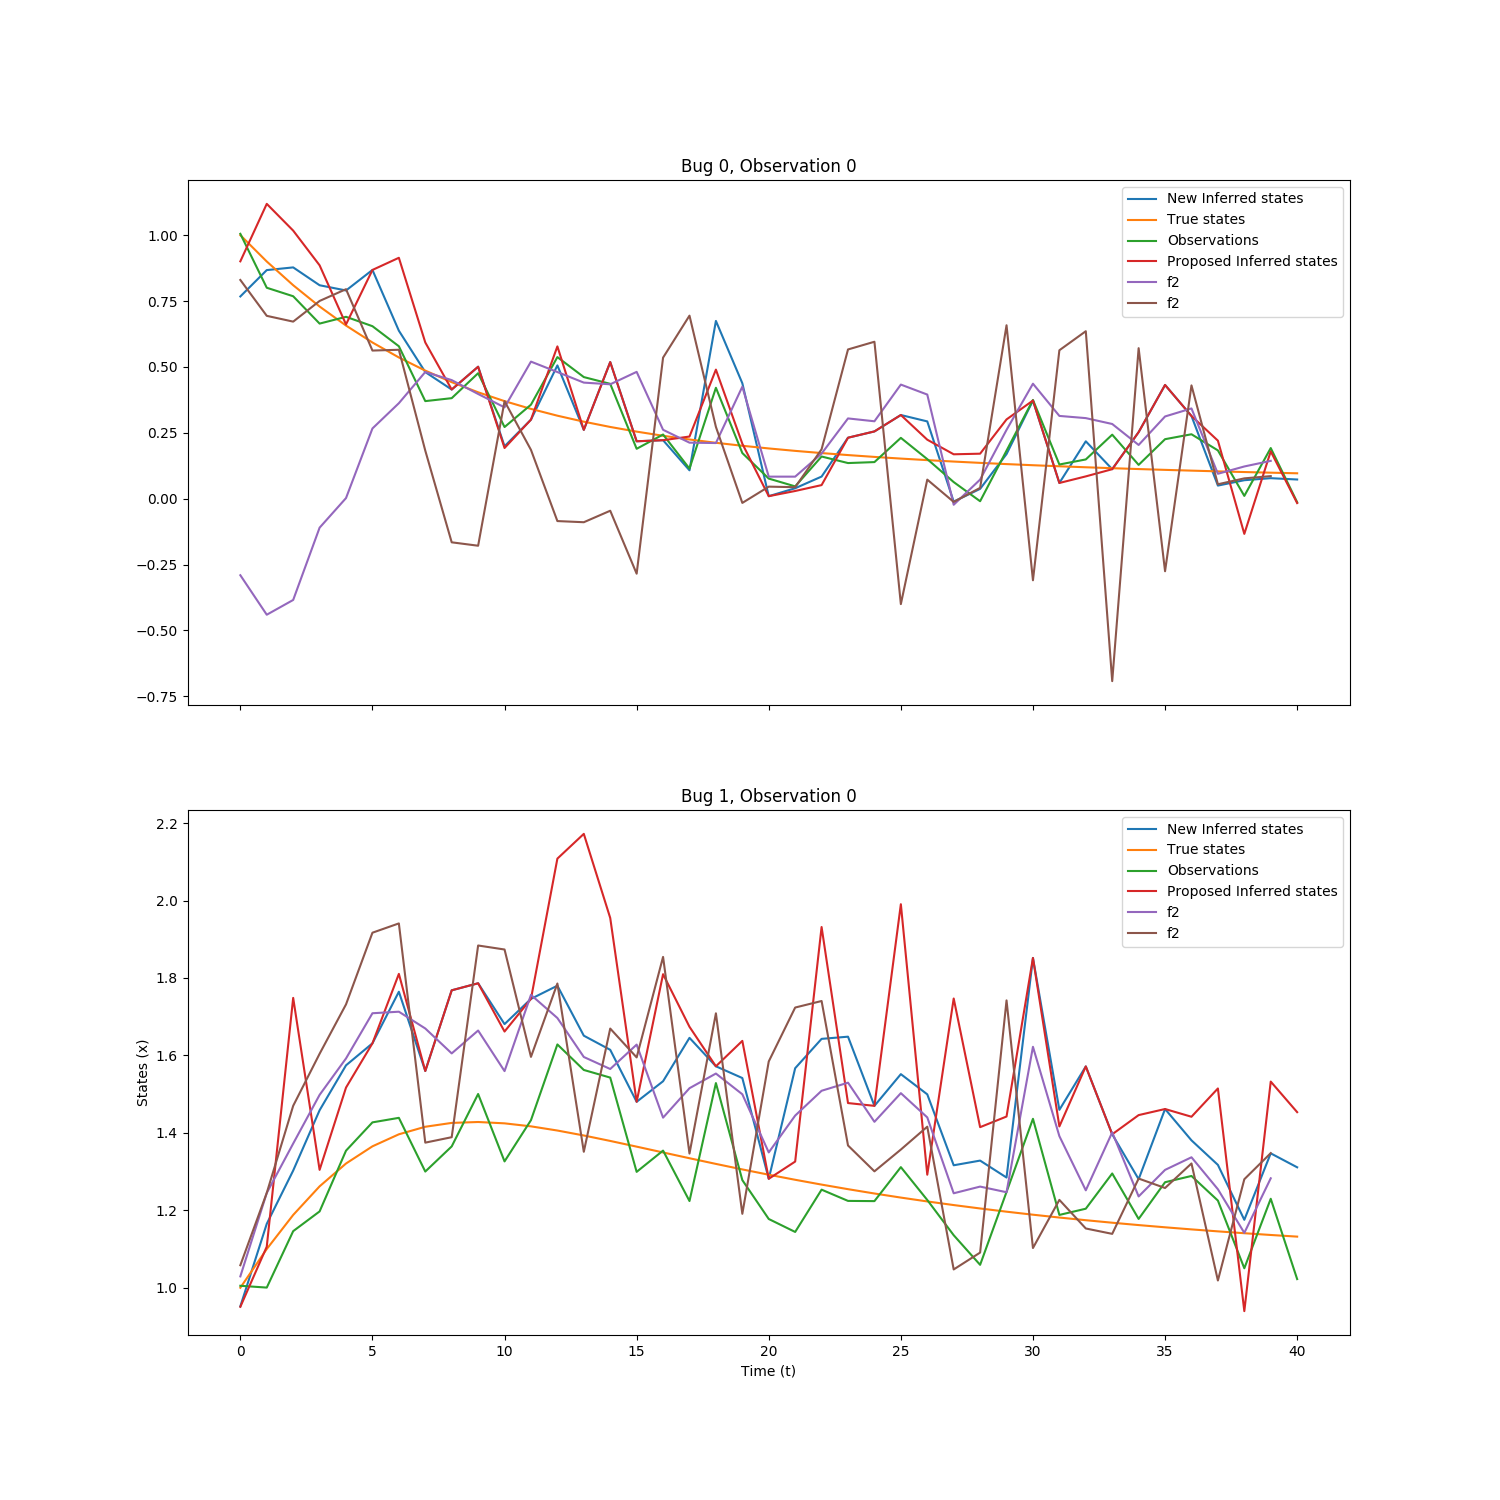 Bug 0, Observation 0
New Inferred states
True states
Observations
Proposed Inferred states
f2
f2
1.00
0.75
0.50
0.25
0.00
−0.25
−0.50
−0.75
Bug 1, Observation 0
New Inferred states
True states
Observations
Proposed Inferred states
f2
f2
2.2
2.0
1.8
1.6
1.4
1.2
1.0
States (x)
0 5 10 15 20 25 30 35 40
Time (t)